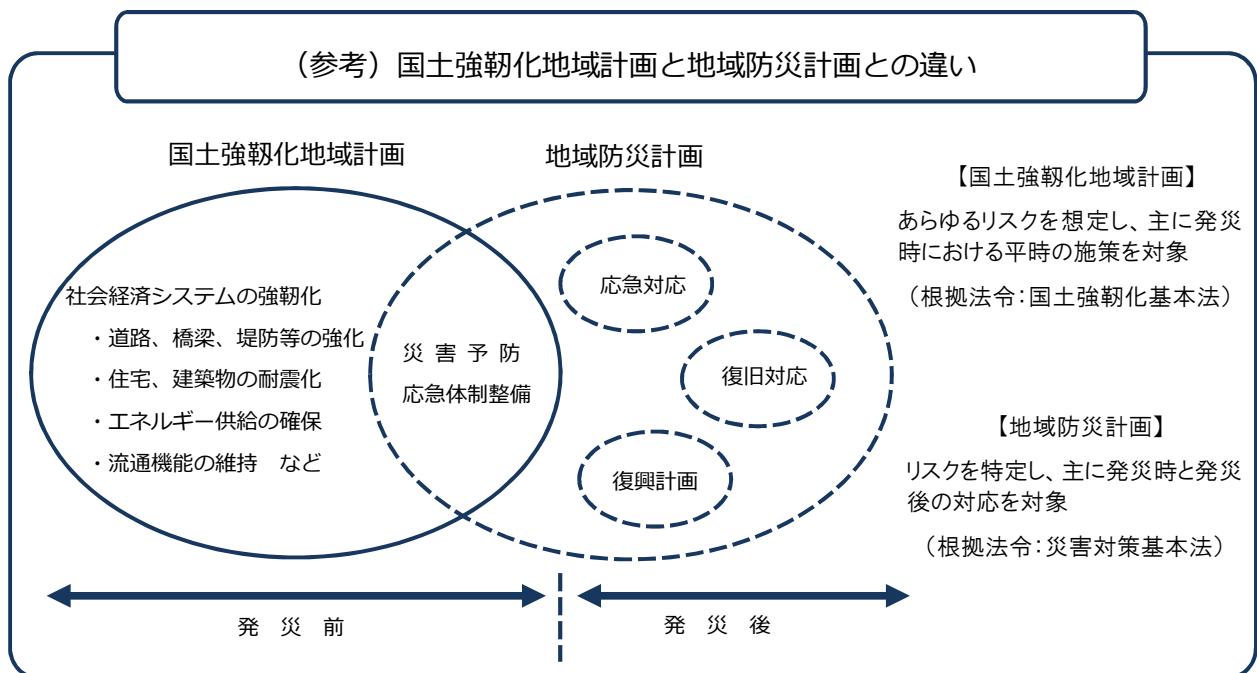 （参考）国土強靭化地域計画と地域防災計画との違い
国土強靱化地域計画
地域防災計画
社会経済システムの強靭化
・道路、橋梁、堤防等の強化
・住宅、建築物の耐震化
・エネルギー供給の確保
・流通機能の維持　など
災 害 予 防
応急体制整備
応急対応
復旧対応
復興計画
【国土強靭化地域計画】
あらゆるリスクを想定し、主に発災
時における平時の施策を対象
（根拠法令：国土強靭化基本法）
【地域防災計画】
リスクを特定し、主に発災時と発災
後の対応を対象
（根拠法令：災害対策基本法）
発　災　前
発　災　後